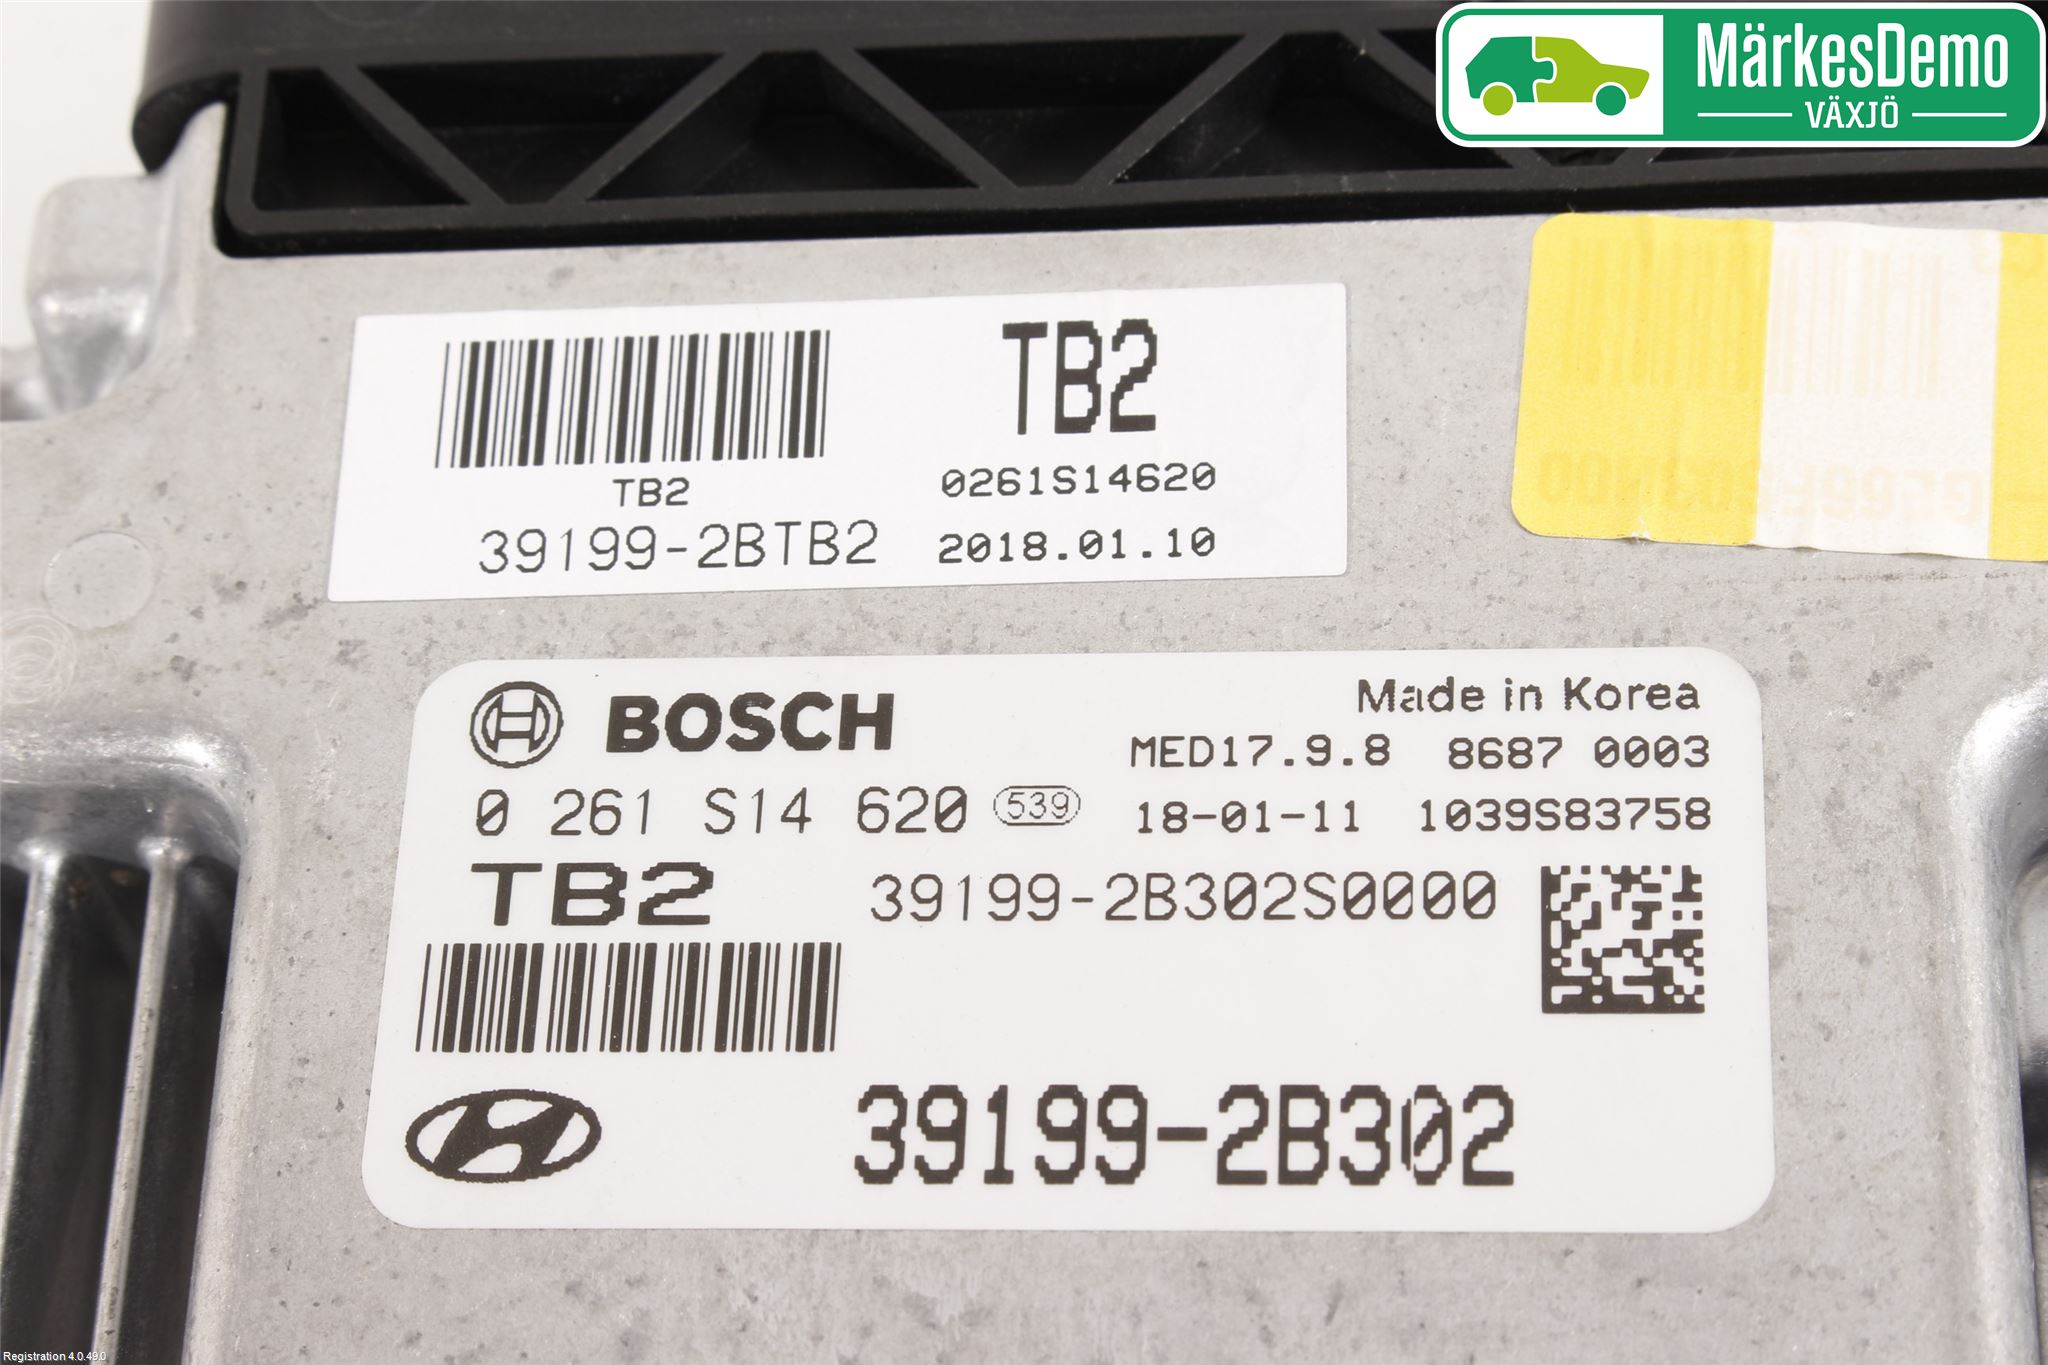 MärkesDemo
VÄXJÖ
TB2
TB2
0261S14620
39199-2BTB2
2018.01.10
BOSCH
Made in Korea
MED17.9.8 8687 0003
0 261 S14 620 539
18-01-11 1039S83758
TB2
39199-2B302S0000
39199-2B302
Registration 4.0.49.0